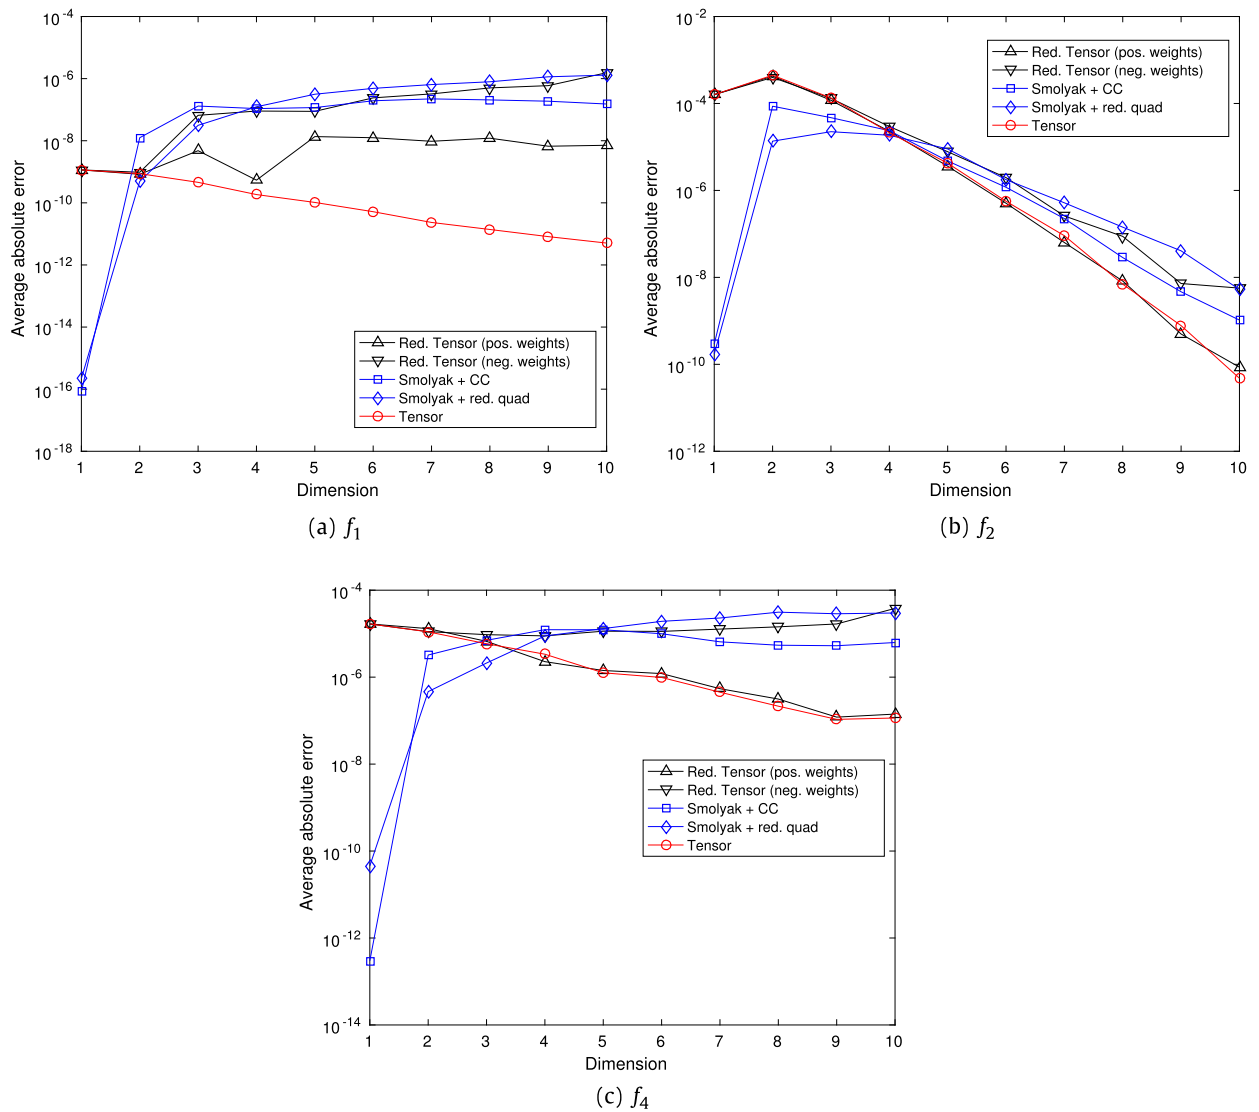 10^-4
10^-6
10^-8
10^-10
10^-12
10^-14
10^-16
10^-18
Average absolute error
Red. Tensor (pos. weights)
Red. Tensor (neg. weights)
Smolyak + CC
Smolyak + red. quad
Tensor
1 2 3 4 5 6 7 8 9 10
Dimension
(a) f1
10^-2
10^-4
10^-6
10^-8
10^-10
10^-12
Average absolute error
Red. Tensor (pos. weights)
Red. Tensor (neg. weights)
Smolyak + CC
Smolyak + red. quad
Tensor
1 2 3 4 5 6 7 8 9 10
Dimension
(b) f2
10^-4
10^-6
10^-8
10^-10
10^-12
10^-14
Average absolute error
Red. Tensor (pos. weights)
Red. Tensor (neg. weights)
Smolyak + CC
Smolyak + red. quad
Tensor
1 2 3 4 5 6 7 8 9 10
Dimension
(c) f4